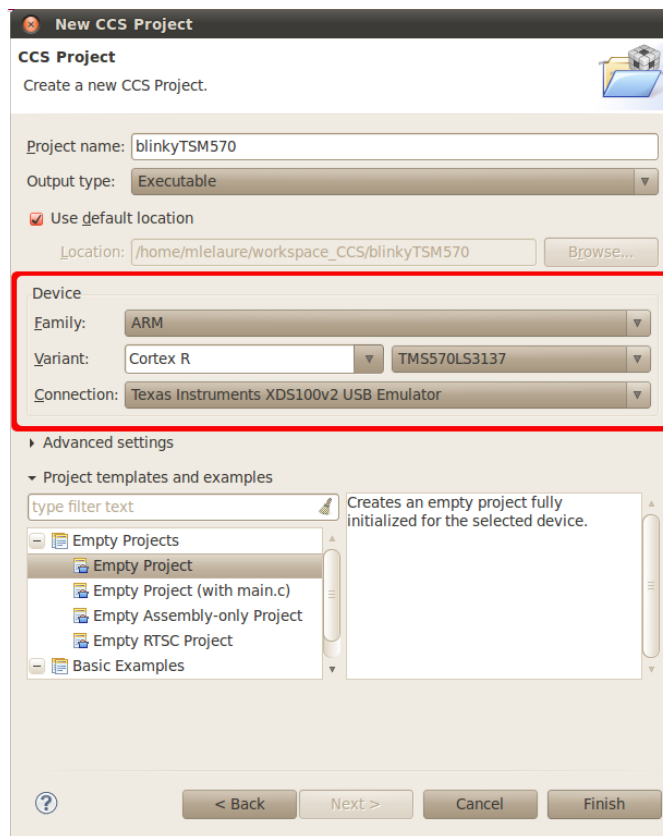 New CCS Project
CCS Project
Create a new CCS Project.
Project name: blinkyTSM570
Output type: Executable
Use default location
Location: /home/mlelaure/workspace_CCS/blinkyTSM570 Browse...
Device
Family: ARM
Variant: Cortex R TMS570LS3137
Connection: Texas Instruments XDS100v2 USB Emulator
Advanced settings
Project templates and examples
type filter text
Empty Projects
Empty Project
Empty Project (with main.c)
Empty Assembly-only Project
Empty RTSC Project
Basic Examples
Creates an empty project fully
initialized for the selected device.
? < Back Next > Cancel Finish